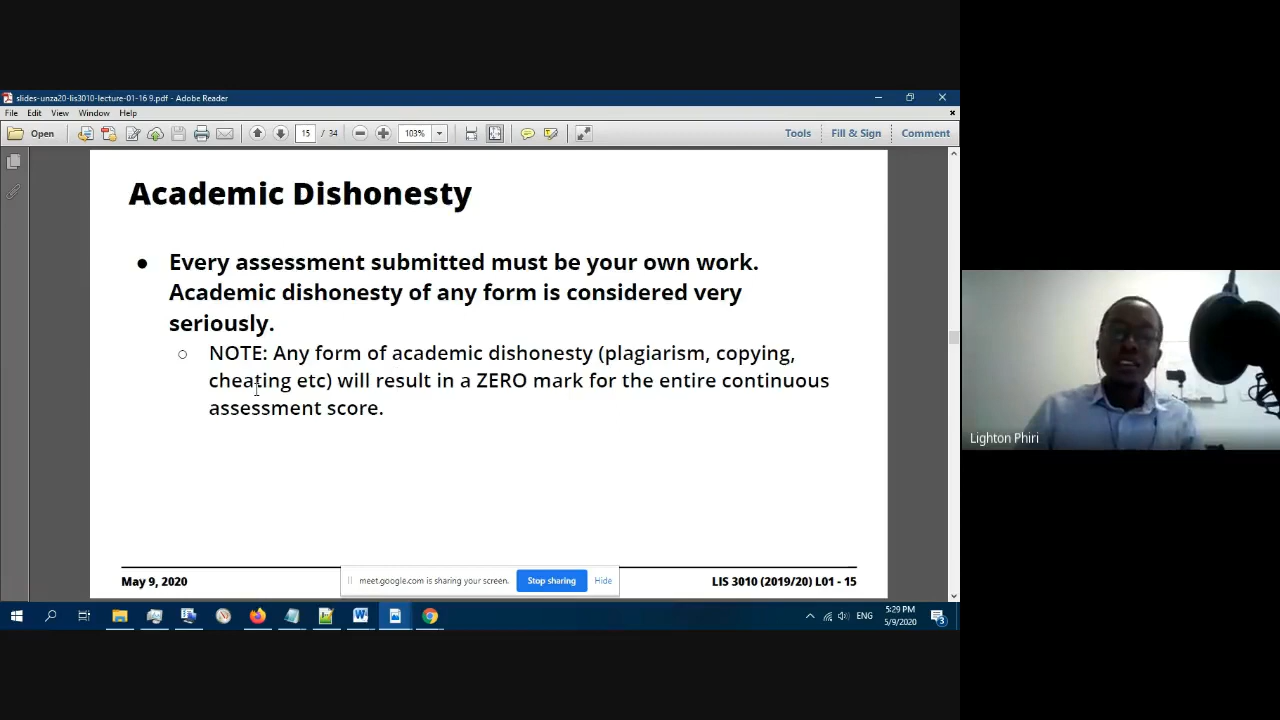 slides-unza20-lis3010-lecture-01-16 9.pdf - Adobe Reader
File Edit View Window Help
Open 15 / 34 103% Tools Fill & Sign Comment
Academic Dishonesty
● Every assessment submitted must be your own work.
Academic dishonesty of any form is considered very
seriously.
○ NOTE: Any form of academic dishonesty (plagiarism, copying,
cheating etc) will result in a ZERO mark for the entire continuous
assessment score.
Lighton Phiri
May 9, 2020
meet.google.com is sharing your screen. Stop sharing Hide
LIS 3010 (2019/20) L01 - 15
ENG
5:29 PM
5/9/2020
3